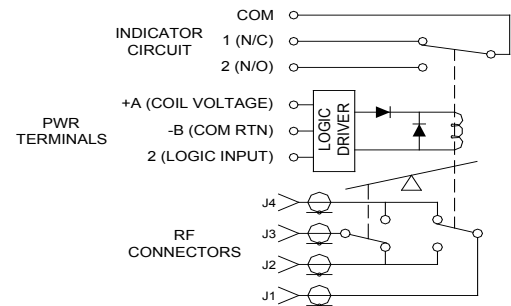 COM
INDICATOR
CIRCUIT
1 (N/C)
2 (N/O)
PWR
TERMINALS
+A (COIL VOLTAGE)
-B (COM RTN)
2 (LOGIC INPUT)
LOGIC
DRIVER
RF
CONNECTORS
J4
J3
J2
J1